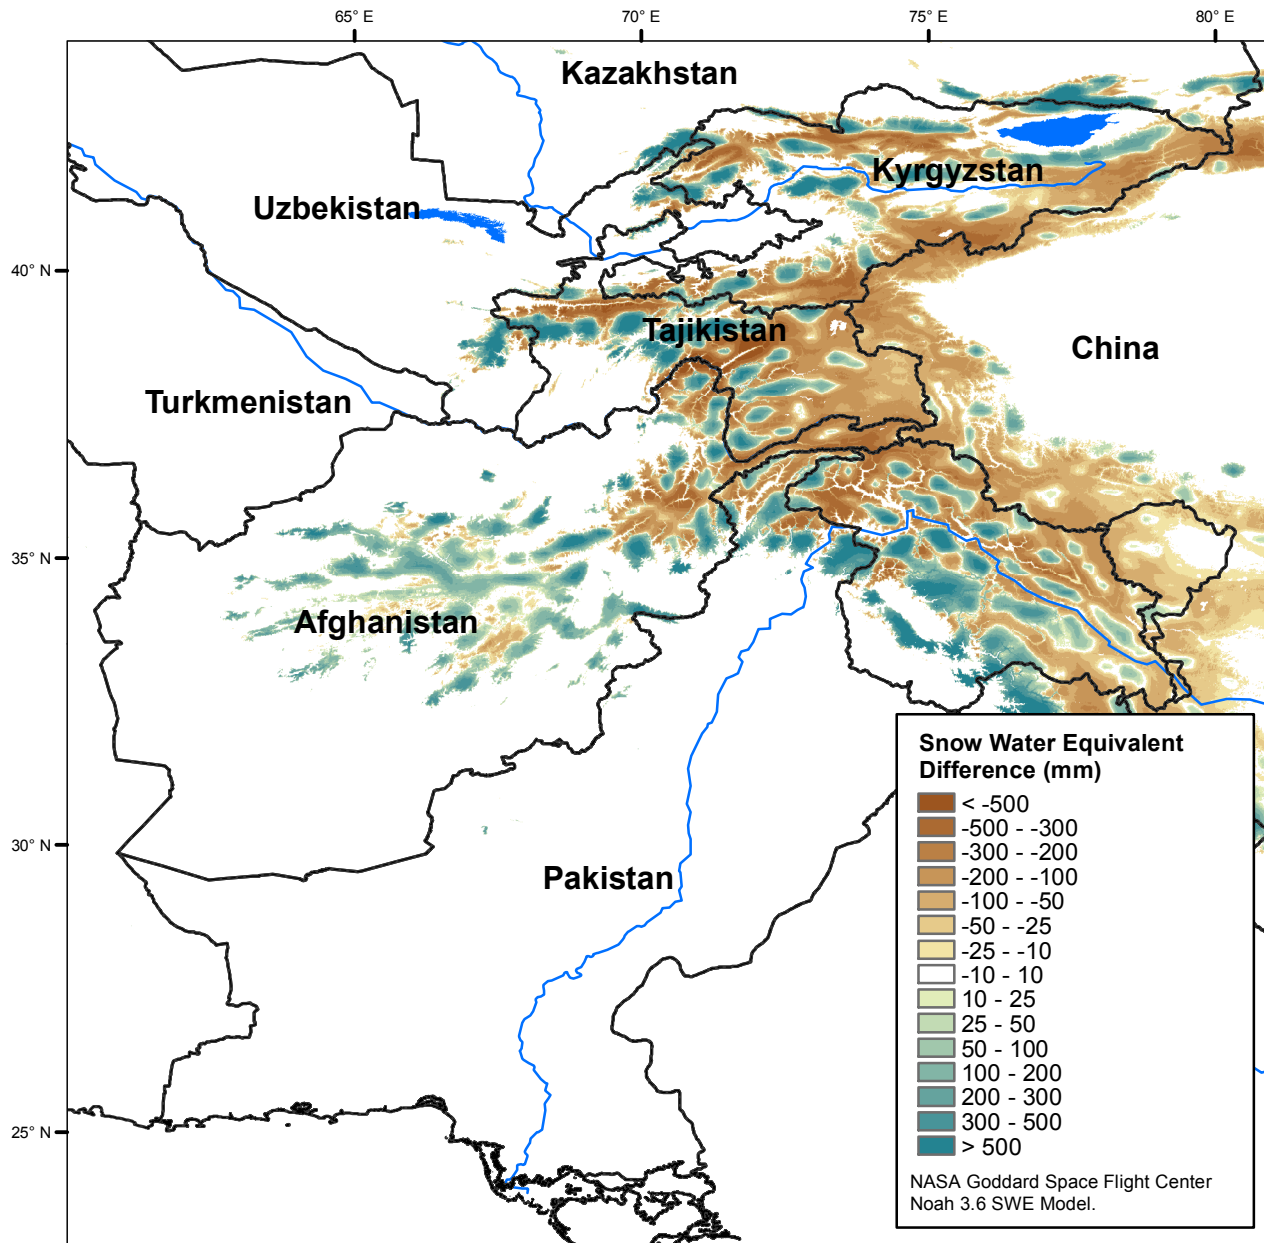 65° E
70° E
75° E
80° E
Kazakhstan
Kyrgyzstan
Uzbekistan
40° N
Tajikistan
China
Turkmenistan
35° N
Afghanistan
Snow Water Equivalent
Difference (mm)
< -500
-500 - -300
-300 - -200
-200 - -100
-100 - -50
-50 - -25
-25 - -10
-10 - 10
10 - 25
25 - 50
50 - 100
100 - 200
200 - 300
300 - 500
> 500
30° N
Pakistan
25° N
NASA Goddard Space Flight Center
Noah 3.6 SWE Model.